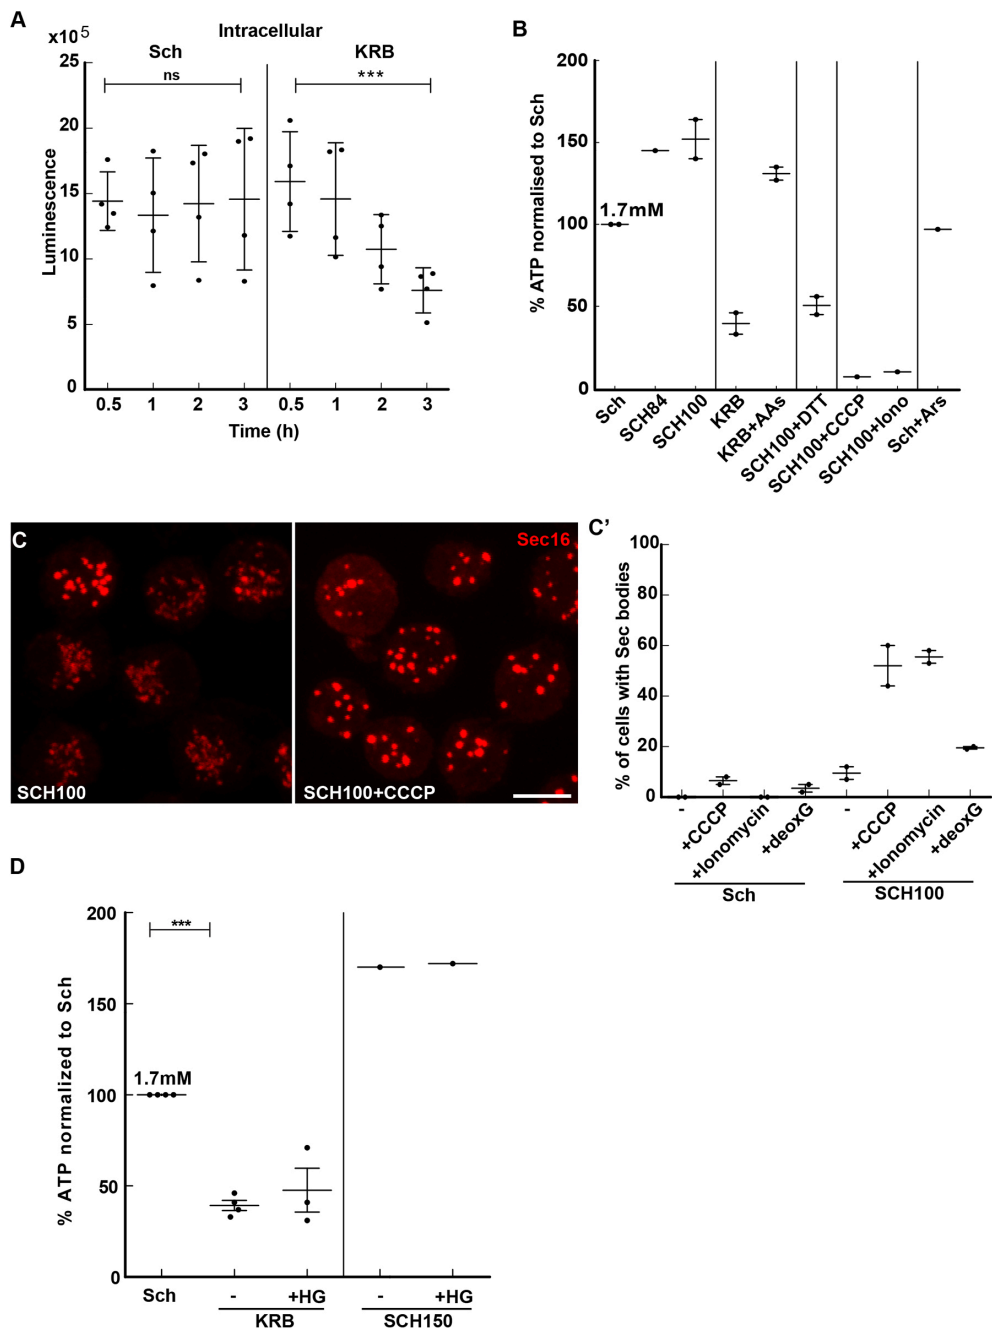 A
x10⁵
Intracellular
Sch
KRB
ns
***
25
20
15
10
5
0
Luminescence
0.5 1 2 3 0.5 1 2 3
Time (h)
B
200
150
100
50
0
% ATP normalised to Sch
1.7mM
Sch
SCH84
SCH100
KRB
KRB+AAs
SCH100+DTT
SCH100+CCCP
SCH100+Iono
Sch+Ars
C
Sec16
SCH100
SCH100+CCCP
C'
100
80
60
40
20
0
% of cells with Sec bodies
-
+CCCP
+Ionomycin
+deoxG
-
+CCCP
+Ionomycin
+deoxG
Sch
SCH100
D
200
150
100
50
0
% ATP normalized to Sch
***
1.7mM
Sch - +HG - +HG
KRB SCH150